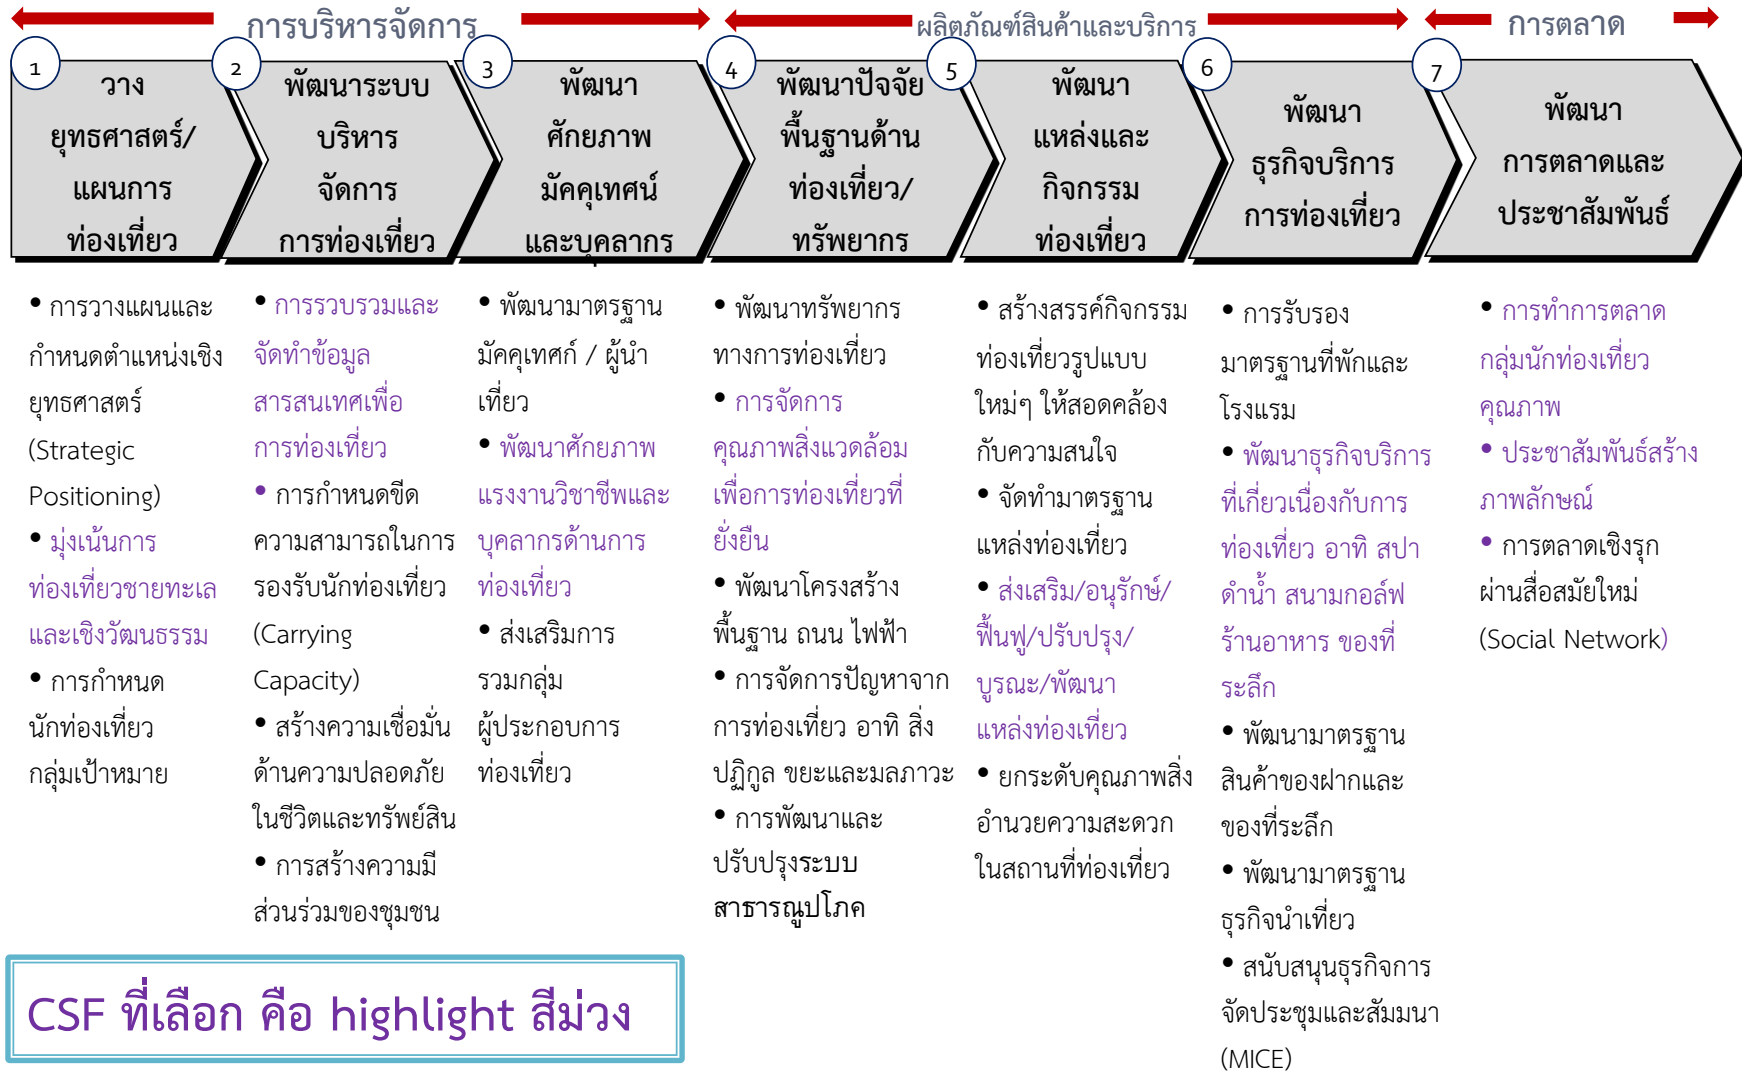 การบริหารจัดการ
ผลิตภัณฑ์สินค้าและบริการ
การตลาด
1
วาง
ยุทธศาสตร์/
แผนการ
ท่องเที่ยว
2
พัฒนาระบบ
บริหาร
จัดการ
การท่องเที่ยว
3
พัฒนา
ศักยภาพ
มัคคุเทศน์
และบุคลากร
4
พัฒนาปัจจัย
พื้นฐานด้าน
ท่องเที่ยว/
ทรัพยากร
5
พัฒนา
แหล่งและ
กิจกรรม
ท่องเที่ยว
6
พัฒนา
ธุรกิจบริการ
การท่องเที่ยว
7
พัฒนา
การตลาดและ
ประชาสัมพันธ์
• การวางแผนและ
กำหนดตำแหน่งเชิง
ยุทธศาสตร์
(Strategic
Positioning)
• มุ่งเน้นการ
ท่องเที่ยวชายทะเล
และเชิงวัฒนธรรม
• การกำหนด
นักท่องเที่ยว
กลุ่มเป้าหมาย
• การรวบรวมและ
จัดทำข้อมูล
สารสนเทศเพื่อ
การท่องเที่ยว
• การกำหนดขีด
ความสามารถในการ
รองรับนักท่องเที่ยว
(Carrying
Capacity)
• สร้างความเชื่อมั่น
ด้านความปลอดภัย
ในชีวิตและทรัพย์สิน
• การสร้างความมี
ส่วนร่วมของชุมชน
• พัฒนามาตรฐาน
มัคคุเทศก์ / ผู้นำ
เที่ยว
• พัฒนาศักยภาพ
แรงงานวิชาชีพและ
บุคลากรด้านการ
ท่องเที่ยว
• ส่งเสริมการ
รวมกลุ่ม
ผู้ประกอบการ
ท่องเที่ยว
• พัฒนาทรัพยากร
ทางการท่องเที่ยว
• การจัดการ
คุณภาพสิ่งแวดล้อม
เพื่อการท่องเที่ยวที่
ยั่งยืน
• พัฒนาโครงสร้าง
พื้นฐาน ถนน ไฟฟ้า
• การจัดการปัญหาจาก
การท่องเที่ยว อาทิ สิ่ง
ปฏิกูล ขยะและมลภาวะ
• การพัฒนาและ
ปรับปรุงระบบ
สาธารณูปโภค
• สร้างสรรค์กิจกรรม
ท่องเที่ยวรูปแบบ
ใหม่ๆ ให้สอดคล้อง
กับความสนใจ
• จัดทำมาตรฐาน
แหล่งท่องเที่ยว
• ส่งเสริม/อนุรักษ์/
ฟื้นฟู/ปรับปรุง/
บูรณะ/พัฒนา
แหล่งท่องเที่ยว
• ยกระดับคุณภาพสิ่ง
อำนวยความสะดวก
ในสถานที่ท่องเที่ยว
• การรับรอง
มาตรฐานที่พักและ
โรงแรม
• พัฒนาธุรกิจบริการ
ที่เกี่ยวเนื่องกับการ
ท่องเที่ยว อาทิ สปา
ดำน้ำ สนามกอล์ฟ
ร้านอาหาร ของที่
ระลึก
• พัฒนามาตรฐาน
สินค้าของฝากและ
ของที่ระลึก
• พัฒนามาตรฐาน
ธุรกิจนำเที่ยว
• สนับสนุนธุรกิจการ
จัดประชุมและสัมมนา
(MICE)
• การทำการตลาด
กลุ่มนักท่องเที่ยว
คุณภาพ
• ประชาสัมพันธ์สร้าง
ภาพลักษณ์
• การตลาดเชิงรุก
ผ่านสื่อสมัยใหม่
(Social Network)
CSF ที่เลือก คือ highlight สีม่วง